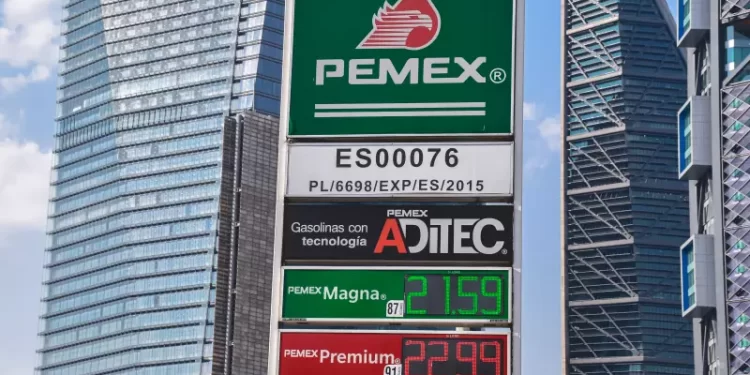 PEMEX®
ES00076
PL/6698/EXP/ES/2015
Gasolinas con tecnología
PEMEX ADITEC
PEMEX Magna® 87 21.59
PEMEX Premium® 91 22.99